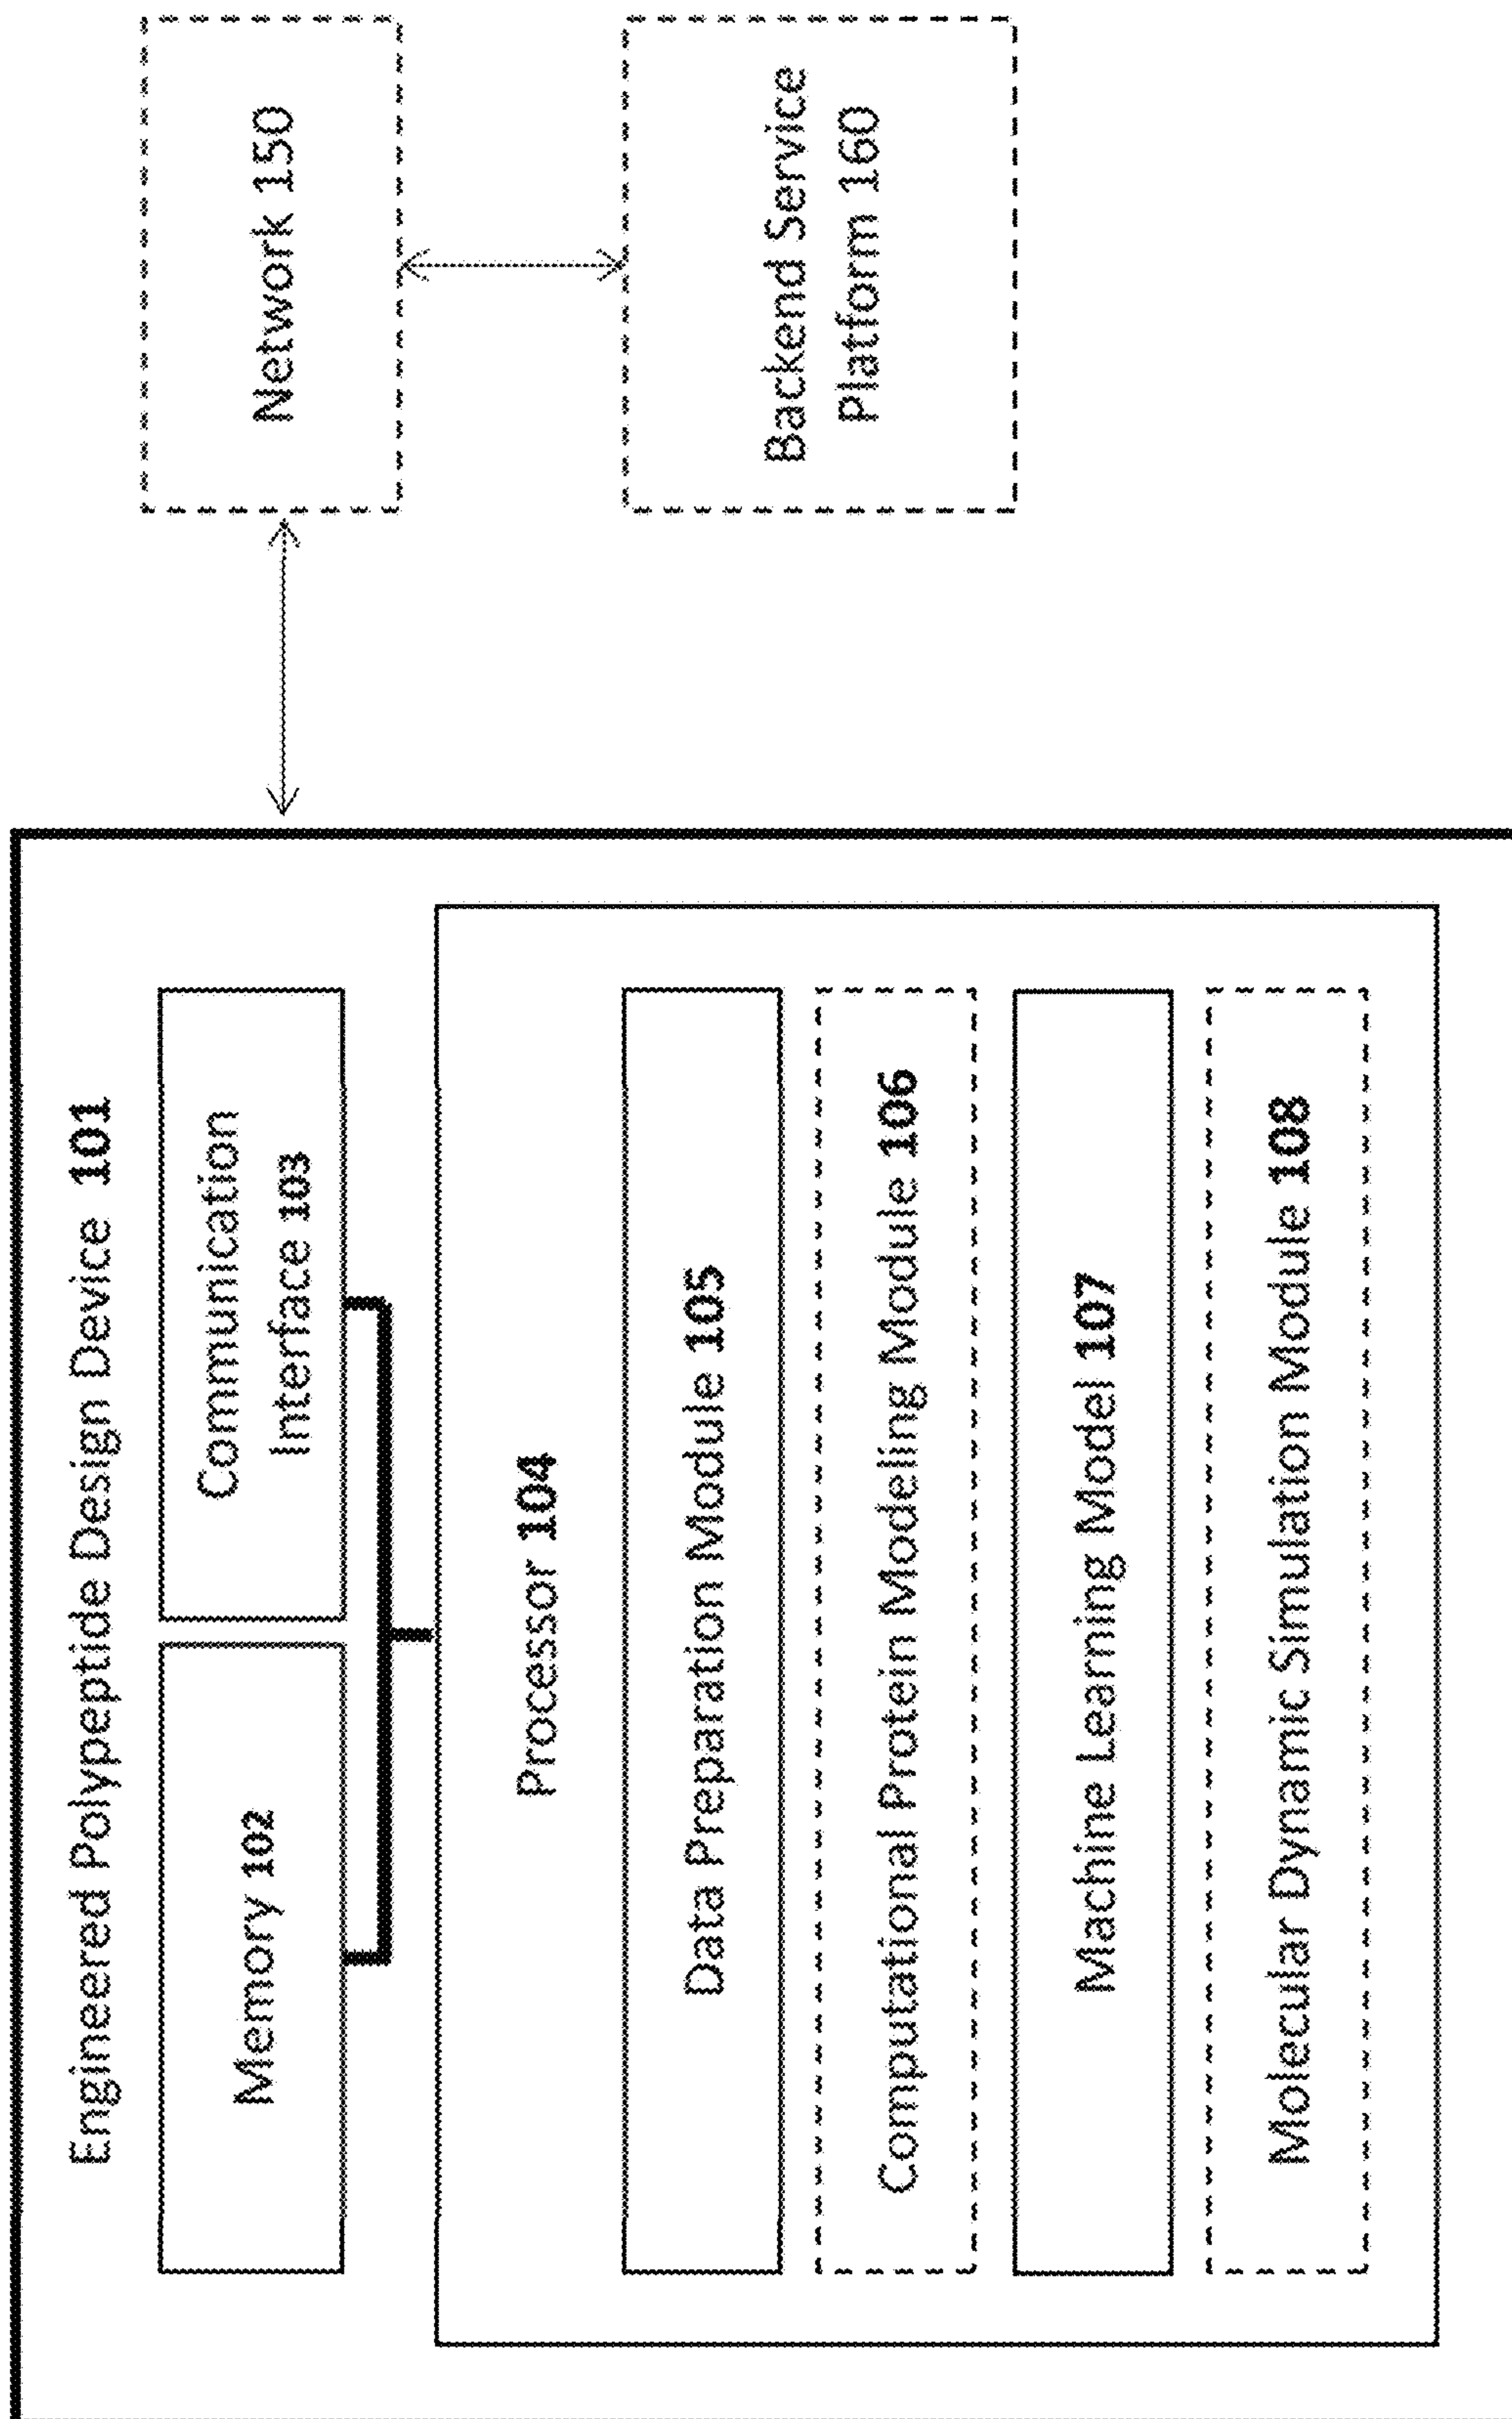 Engineered Polypeptide Design Device 101
Memory 102
Communication
Interface 103
Processor 104
Data Preparation Module 105
Computational Protein Modeling Module 106
Machine Learning Model 107
Molecular Dynamic Simulation Module 108
Network 150
Backend Service
Platform 160